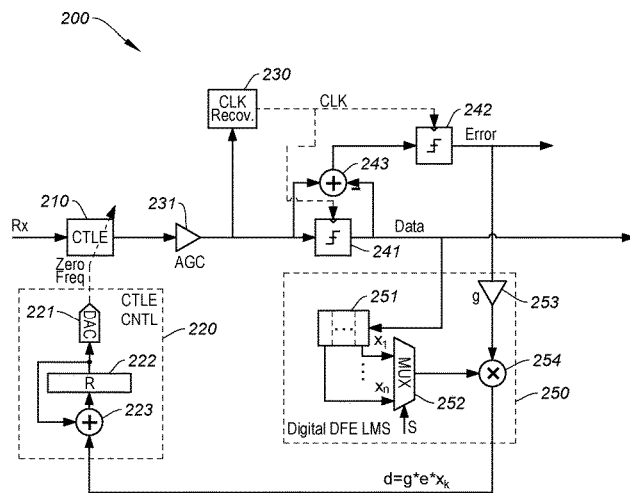 200
230
CLK
Recov.
CLK
242
Error
243
210
231
Rx
CTLE
AGC
Data
241
Zero
Freq
CTLE
CNTL
220
221
DAC
222
R
223
251
...
x1
xn
MUX
252
S
g
253
254
250
Digital DFE LMS
d=g*e*xk